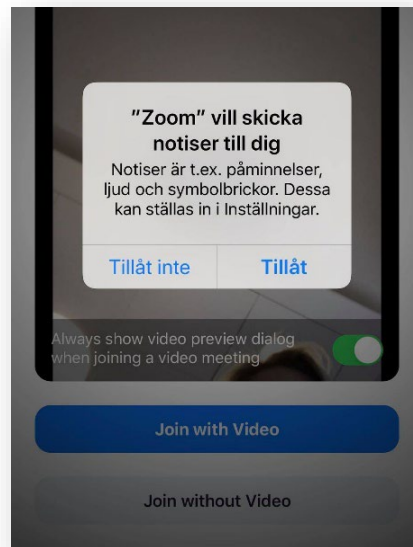 ”Zoom” vill skicka
notiser till dig
Notiser är t.ex. påminnelser,
ljud och symbolbrickor. Dessa
kan ställas in i Inställningar.
Tillåt inte
Tillåt
Always show video preview dialog
when joining a video meeting
Join with Video
Join without Video